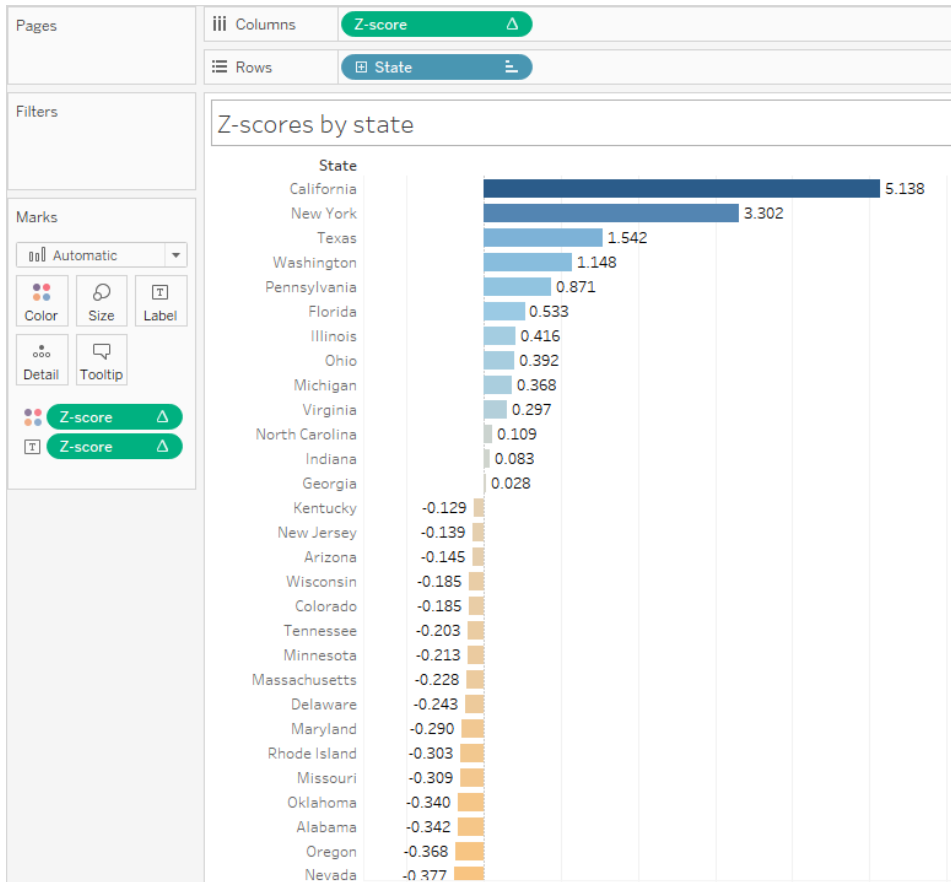 Pages
Columns
Z-score
Rows
State
Filters
Z-scores by state
State
California 5.138
New York 3.302
Marks
Texas 1.542
Automatic
Washington 1.148
Pennsylvania 0.871
Color Size Label
Florida 0.533
Illinois 0.416
Ohio 0.392
Detail Tooltip
Michigan 0.368
Virginia 0.297
Z-score
North Carolina 0.109
Z-score
Indiana 0.083
Georgia 0.028
Kentucky -0.129
New Jersey -0.139
Arizona -0.145
Wisconsin -0.185
Colorado -0.185
Tennessee -0.203
Minnesota -0.213
Massachusetts -0.228
Delaware -0.243
Maryland -0.290
Rhode Island -0.303
Missouri -0.309
Oklahoma -0.340
Alabama -0.342
Oregon -0.368
Nevada -0.377